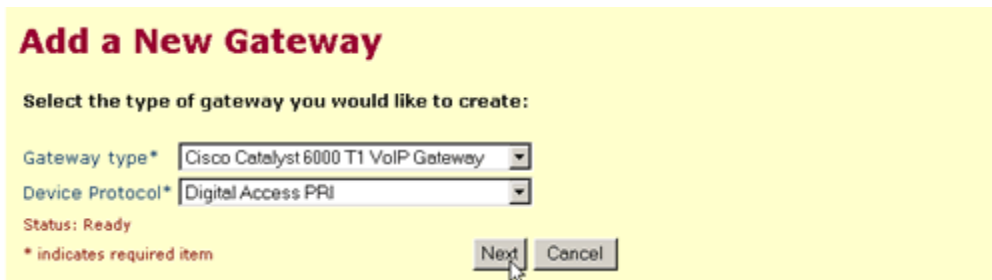 Add a New Gateway
Select the type of gateway you would like to create:
Gateway type* Cisco Catalyst 6000 T1 VoIP Gateway
Device Protocol* Digital Access PRI
Status: Ready
* indicates required item Next Cancel